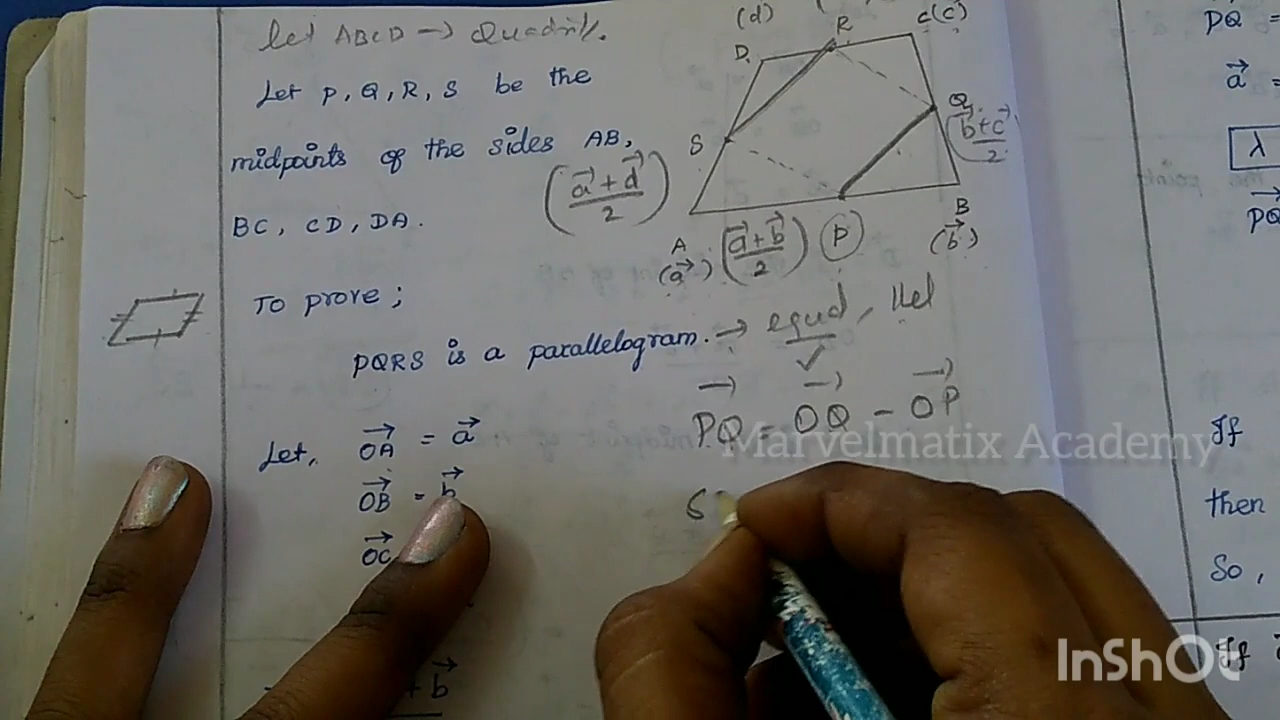 let ABCD → Quadril.
Let P, Q, R, S be the
midpoints of the sides AB,
BC, CD, DA.
To prove;
PQRS is a parallelogram. → equal, llel
✓
Let, OA→ = a→
OB→ = b→
OC→
+ b→
(d)
D
R
C(c→)
S
Q
(b→+c→)/2
(a→+d→)/2
A
(a→)
(a→+b→)/2
P
B
(b→)
PQ→ = OQ→ - OP→
S
Marvelmatix Academy
PQ =
a→ =
λ
PQ→
If
then
So,
If
InShOt